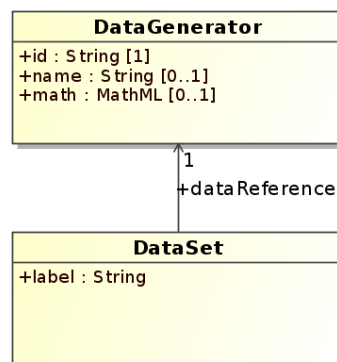 DataGenerator
+id : String [1]
+name : String [0..1]
+math : MathML [0..1]
1
+dataReference
DataSet
+label : String